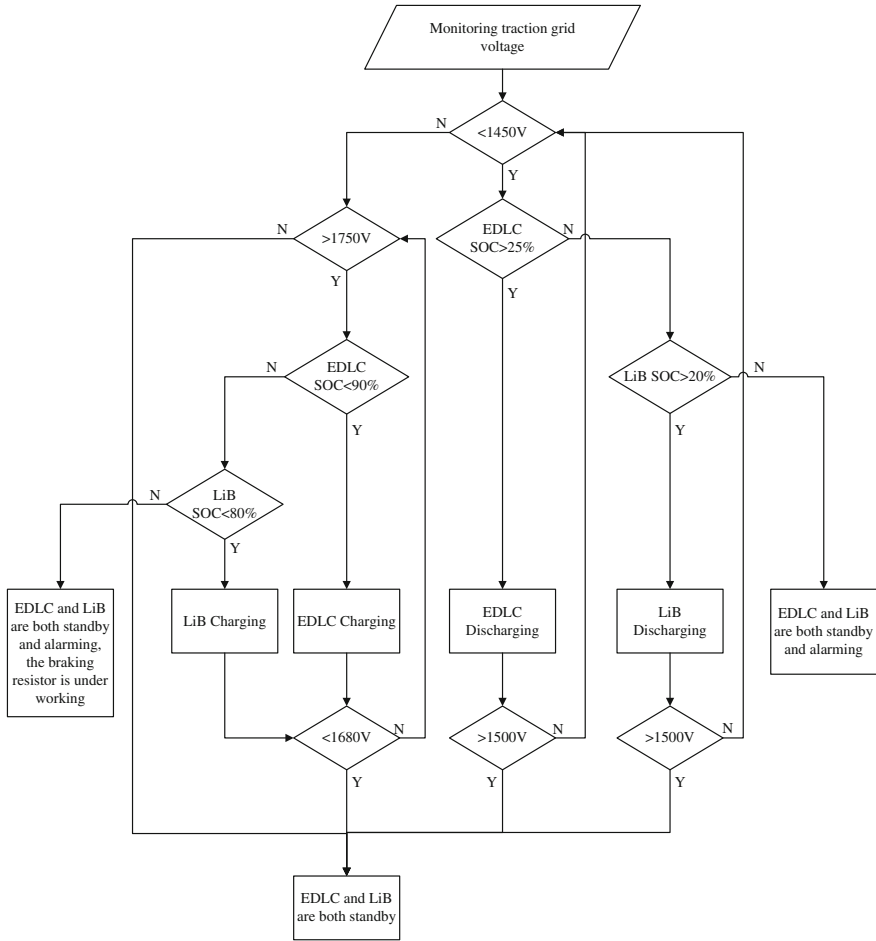 Monitoring traction grid
voltage
N
<1450V
Y
N
>1750V
Y
EDLC
SOC>25%
N
Y
N
EDLC
SOC<90%
Y
LiB SOC>20%
N
Y
N
LiB
SOC<80%
Y
EDLC and LiB
are both standby
and alarming,
the braking
resistor is under
working
LiB Charging
EDLC Charging
EDLC
Discharging
LiB
Discharging
EDLC and LiB
are both standby
and alarming
<1680V
N
Y
>1500V
N
Y
>1500V
N
Y
EDLC and LiB
are both standby